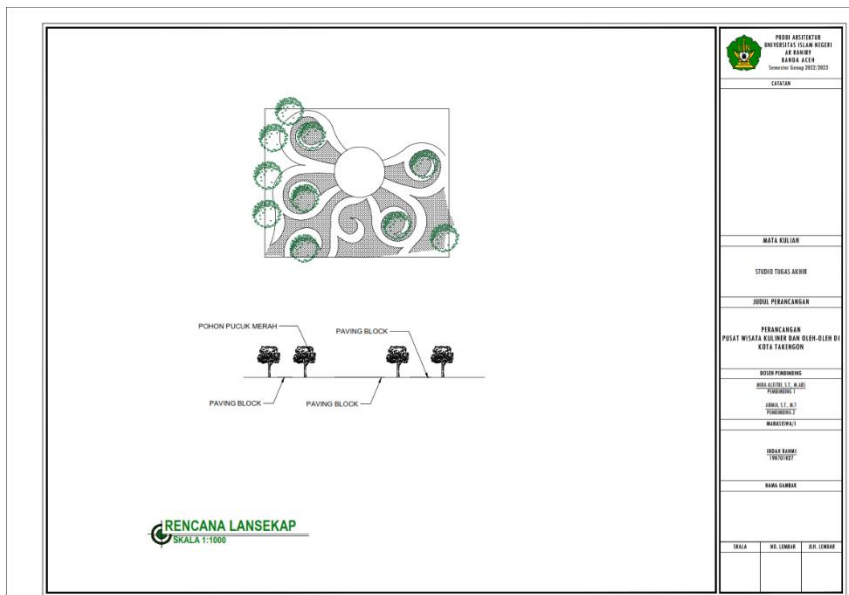 POHON PUCUK MERAH
PAVING BLOCK
PAVING BLOCK
PAVING BLOCK
RENCANA LANSEKAP
SKALA 1:1000
PRODI ARSITEKTUR
UNIVERSITAS ISLAM NEGERI
AR RANIRY
BANDA ACEH
Semester Genap 2022/2023
CATATAN
MATA KULIAH
STUDIO TUGAS AKHIR
JUDUL PERANCANGAN
PERANCANGAN
PUSAT WISATA KULINER DAN OLEH-OLEH DI
KOTA TAKENGON
DOSEN PEMBIMBING
PEMBIMBING 1
PEMBIMBING 2
MAHASISWA/I
INDAH RAHMI
NAMA GAMBAR
SKALA
NO. LEMBAR
JLH. LEMBAR